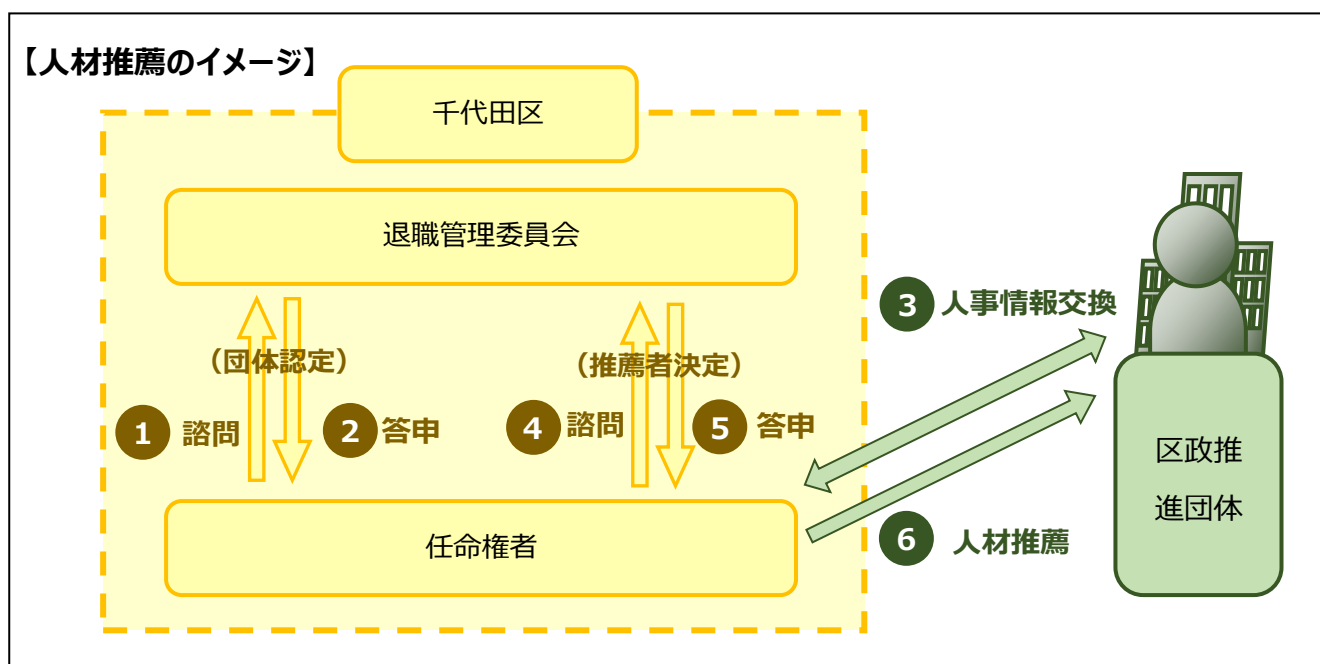 【人材推薦のイメージ】
千代田区
退職管理委員会
3 人事情交換
（団体認定）
（推薦者決定）
1 諮問
2 答申
4 諮問
5 答申
区政推
進団体
任命権者
6 人材推薦